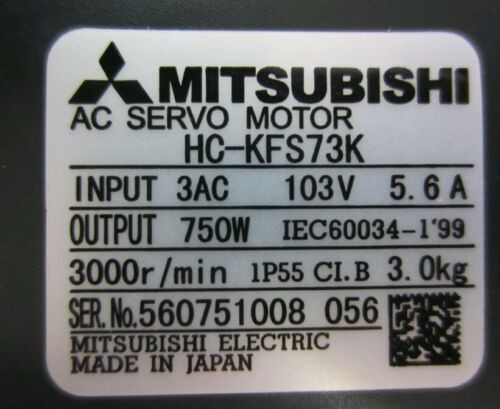 MITSUBISHI
AC SERVO MOTOR
HC-KFS73K
INPUT 3AC 103V 5.6A
OUTPUT 750W IEC60034-1'99
3000r/min 1P55 CI.B 3.0kg
SER.No.560751008 056
MITSUBISHI ELECTRIC
MADE IN JAPAN